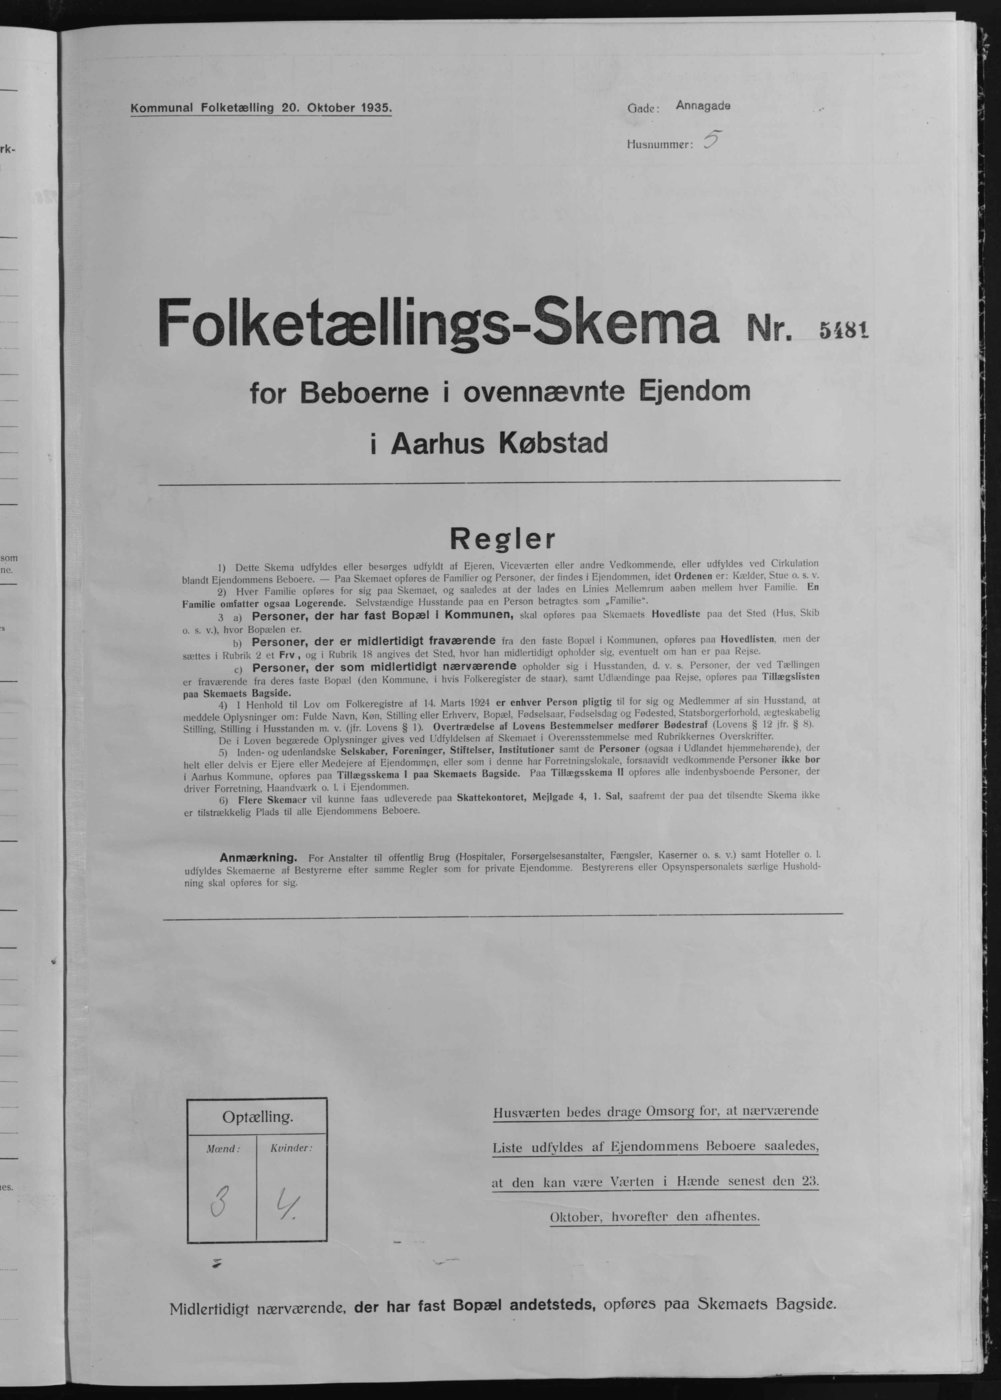 Kommunal Folketælling 20. Oktober 1935.
Gade: Annagade
Husnummer: 5
Folketællings-Skema Nr. 5481
for Beboerne i ovennævnte Ejendom
i Aarhus Købstad
Regler
1) Dette Skema udfyldes eller besørges udfyldt af Ejeren, Viceværten eller andre Vedkommende, eller udfyldes ved Cirkulation
blandt Ejendommens Beboere. — Paa Skemaet opføres de Familier og Personer, der findes i Ejendommen, idet Ordenen er: Kælder, Stue o. s. v.
2) Hver Familie opføres for sig paa Skemaet, og saaledes at der lades en Linies Mellemrum aaben mellem hver Familie. En
Familie omfatter ogsaa Logerende. Selvstændige Husstande paa en Person betragtes som „Familie“.
3 a) Personer, der har fast Bopæl i Kommunen, skal opføres paa Skemaets Hovedliste paa det Sted (Hus, Skib
o. s. v.), hvor Bopælen er.
b) Personer, der er midlertidigt fraværende fra den faste Bopæl i Kommunen, opføres paa Hovedlisten, men der
sættes i Rubrik 2 et Frv., og i Rubrik 18 angives det Sted, hvor han midlertidigt opholder sig, eventuelt om han er paa Rejse.
c) Personer, der som midlertidigt nærværende opholder sig i Husstanden, d. v. s. Personer, der ved Tællingen
er fraværende fra deres faste Bopæl (den Kommune, i hvis Folkeregister de staar), samt Udlændinge paa Rejse, opføres paa Tillægslisten
paa Skemaets Bagside.
4) I Henhold til Lov om Folkeregistre af 14. Marts 1924 er enhver Person pligtig til for sig og Medlemmer af sin Husstand, at
meddele Oplysninger om: Fulde Navn, Køn, Stilling eller Erhverv, Bopæl, Fødselsaar, Fødselsdag og Fødested, Statsborgerforhold, ægteskabelig
Stilling, Stilling i Husstanden m. v. (jfr. Lovens § 1). Overtrædelse af Lovens Bestemmelser medfører Bødestraf (Lovens § 12 jfr. § 8).
De i Loven begærede Oplysninger gives ved Udfyldelsen af Skemaet i Overensstemmelse med Rubrikkernes Overskrifter.
5) Inden- og udenlandske Selskaber, Foreninger, Stiftelser, Institutioner samt de Personer (ogsaa i Udlandet hjemmehørende), der
helt eller delvis er Ejere eller Medejere af Ejendommen, eller som i denne har Forretningslokale, forsaavidt vedkommende Personer ikke bor
i Aarhus Kommune, opføres paa Tillægsskema I paa Skemaets Bagside. Paa Tillægsskema II opføres alle indenbysboende Personer, der
driver Forretning, Haandværk o. l. i Ejendommen.
6) Flere Skemaer vil kunne faas udleverede paa Skattekontoret, Mejlgade 4, 1. Sal, saafremt der paa det tilsendte Skema ikke
er tilstrækkelig Plads til alle Ejendommens Beboere.
Anmærkning. For Anstalter til offentlig Brug (Hospitaler, Forsørgelsesanstalter, Fængsler, Kaserner o. s. v.) samt Hoteller o. l.
udfyldes Skemaerne af Bestyrerne efter samme Regler som for private Ejendomme. Bestyrerens eller Opsynspersonalets særlige Hushold-
ning skal opføres for sig.
Optælling.
Mænd: Kvinder:
3 4.
Husværten bedes drage Omsorg for, at nærværende
Liste udfyldes af Ejendommens Beboere saaledes,
at den kan være Værten i Hænde senest den 23.
Oktober, hvorefter den afhentes.
Midlertidigt nærværende, der har fast Bopæl andetsteds, opføres paa Skemaets Bagside.